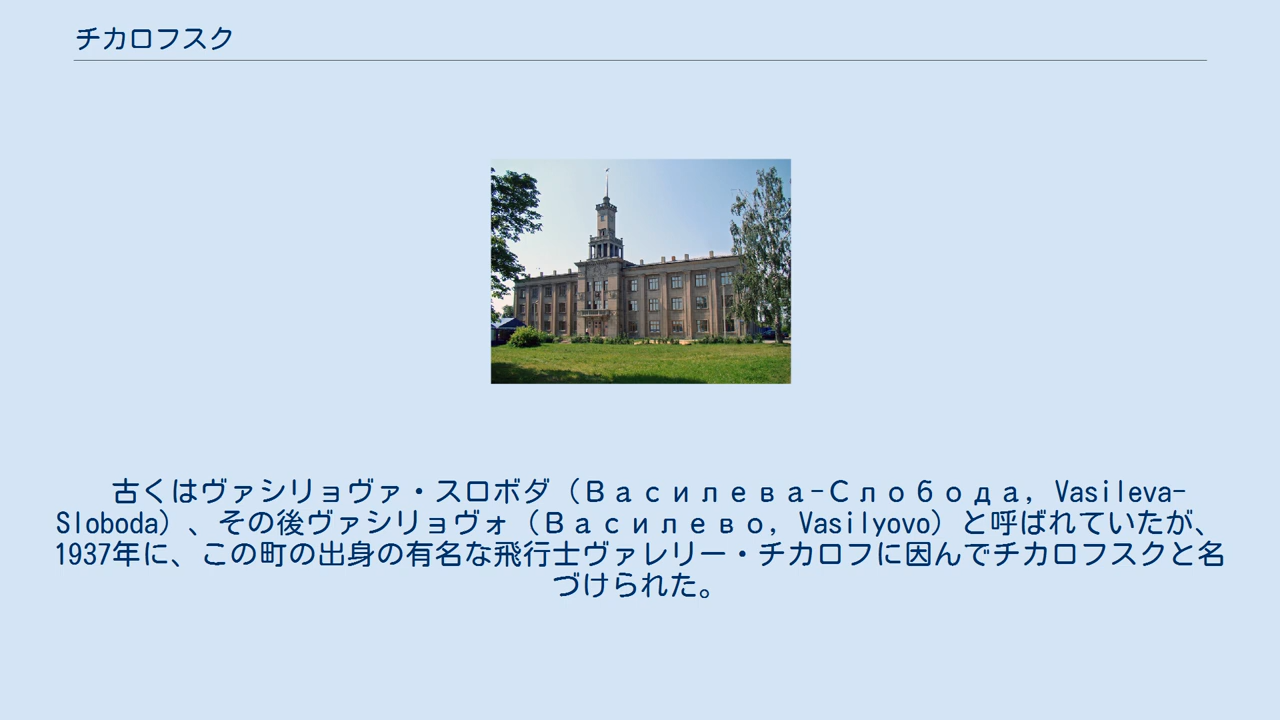 チカロフスク
古くはヴァシリョヴァ・スロボダ（Василева-Слобода, Vasileva-
Sloboda）、その後ヴァシリョヴォ（Василево, Vasilyovo）と呼ばれていたが、
1937年に、この町の出身の有名な飛行士ヴァレリー・チカロフに因んでチカロフスクと名
づけられた。